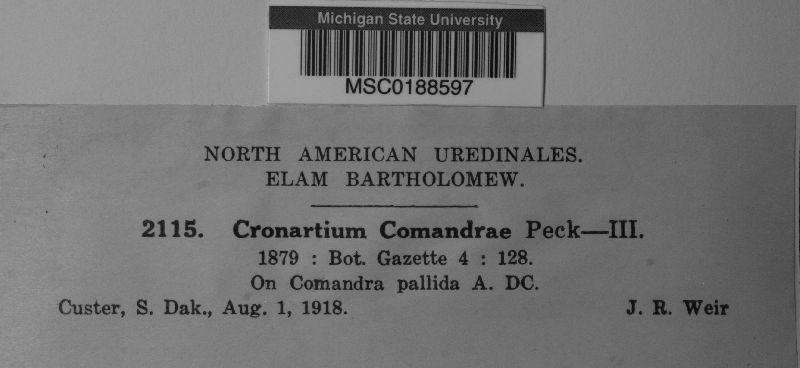 Michigan State University
MSC0188597
NORTH AMERICAN UREDINALES.
ELAM BARTHOLOMEW.
2115. Cronartium Comandrae Peck—III.
1879 : Bot. Gazette 4 : 128.
On Comandra pallida A. DC.
Custer, S. Dak., Aug. 1, 1918. J. R. Weir